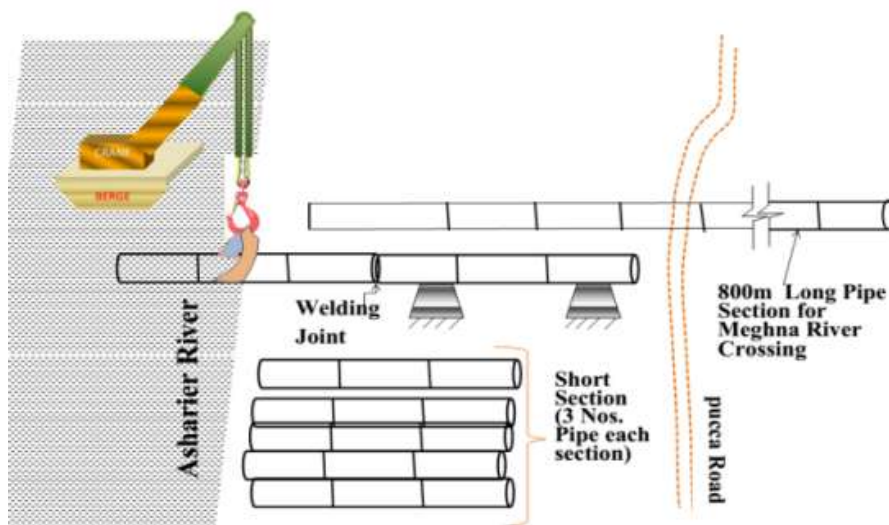 CRANE
BERGE
Asharier River
Welding
Joint
800m Long Pipe
Section for
Meghna River
Crossing
Short
Section
(3 Nos.
Pipe each
section)
pucca Road